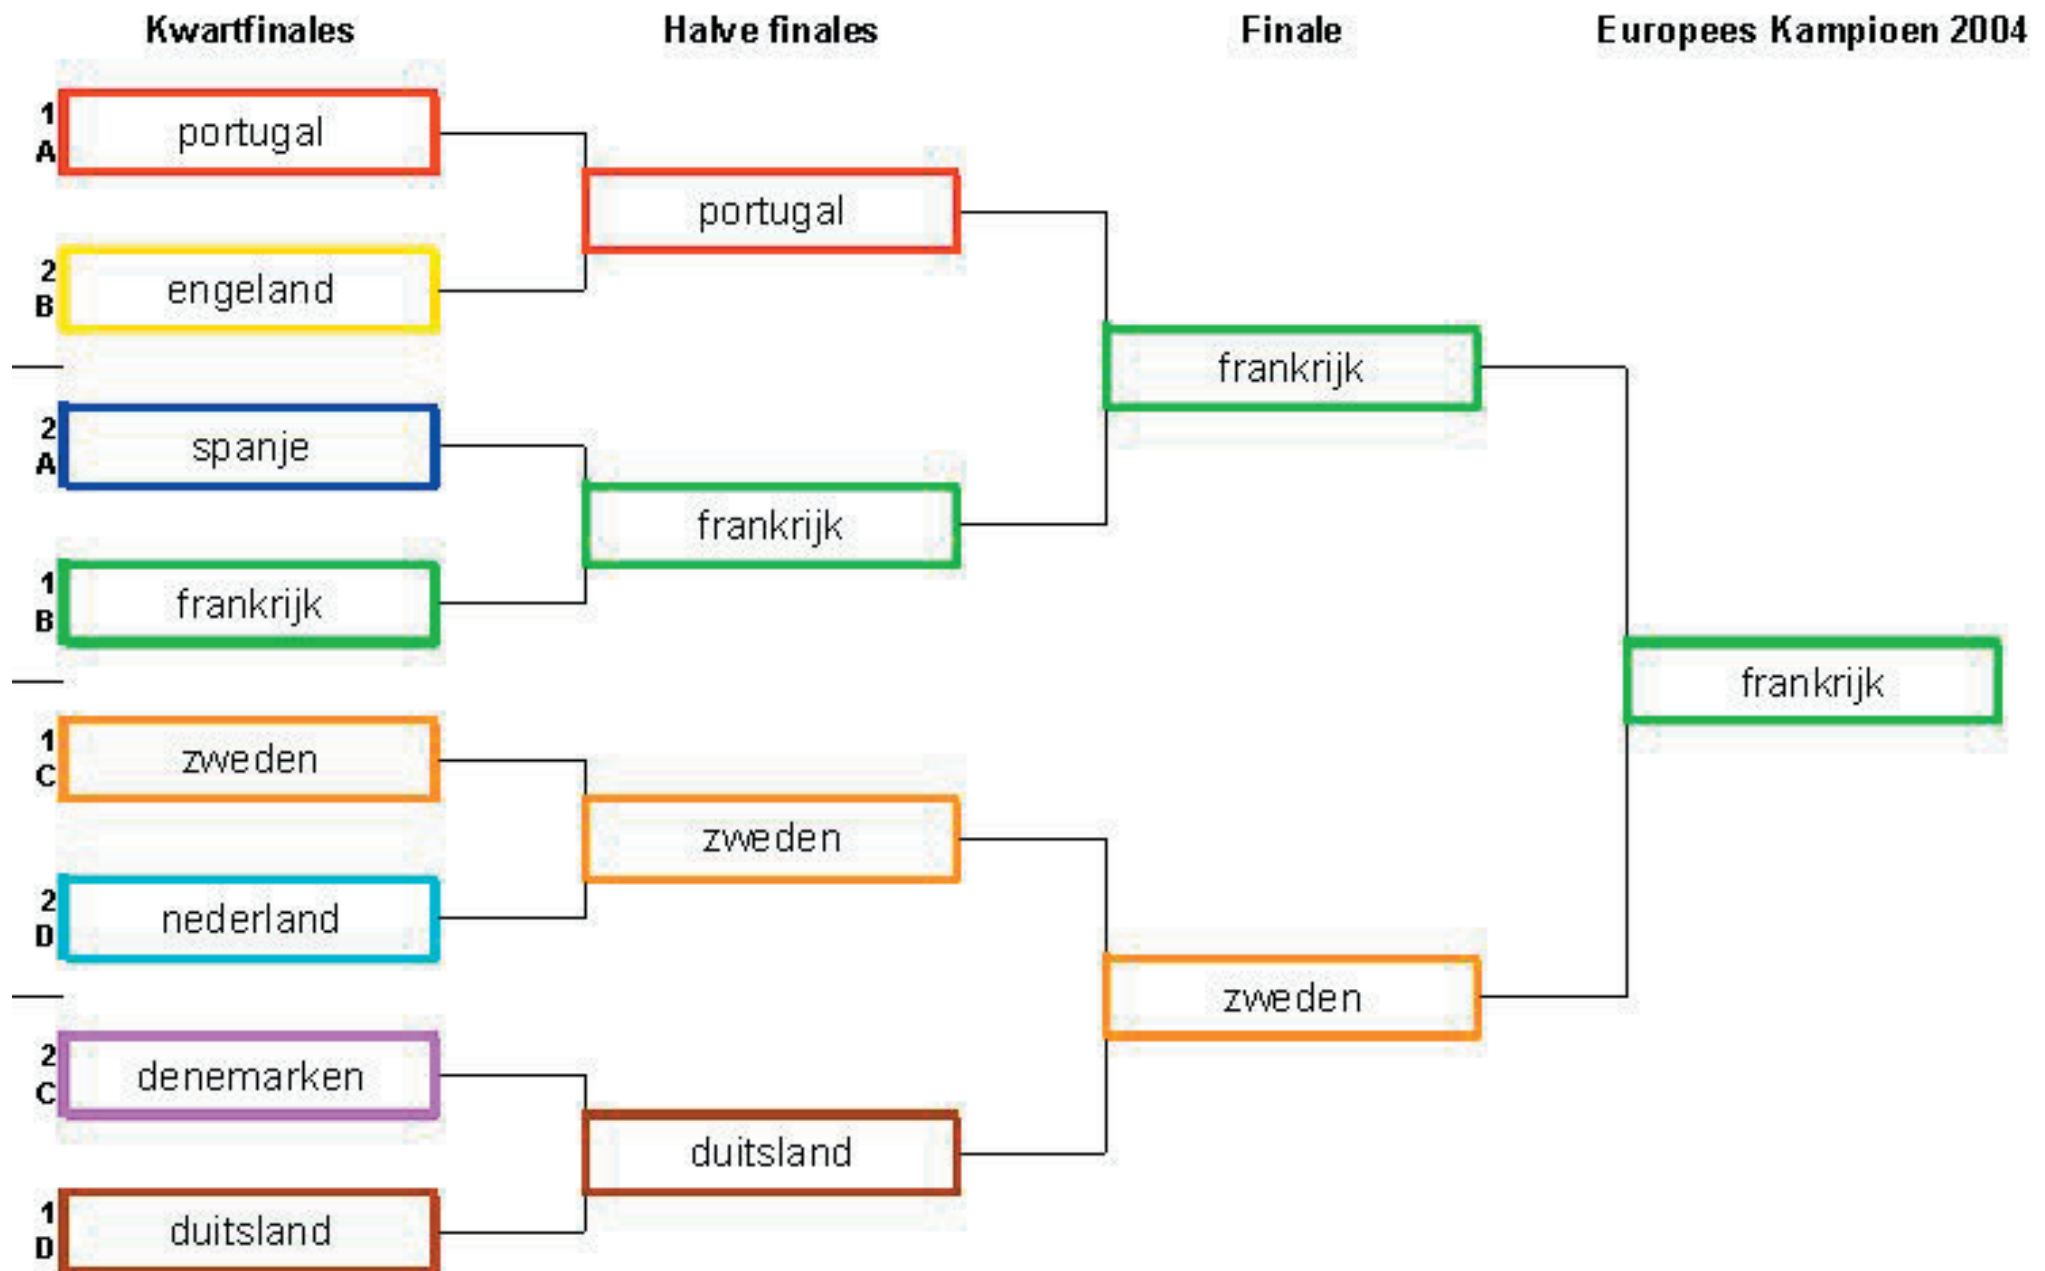 Kwartfinales Halve finales Finale Europees Kampioen 2004
1
A
portugal
portugal
2
B
engeland
frankrijk
2
A
spanje
frankrijk
1
B
frankrijk
frankrijk
1
C
zweden
zweden
2
D
nederland
zweden
2
C
denemarken
duitsland
1
D
duitsland